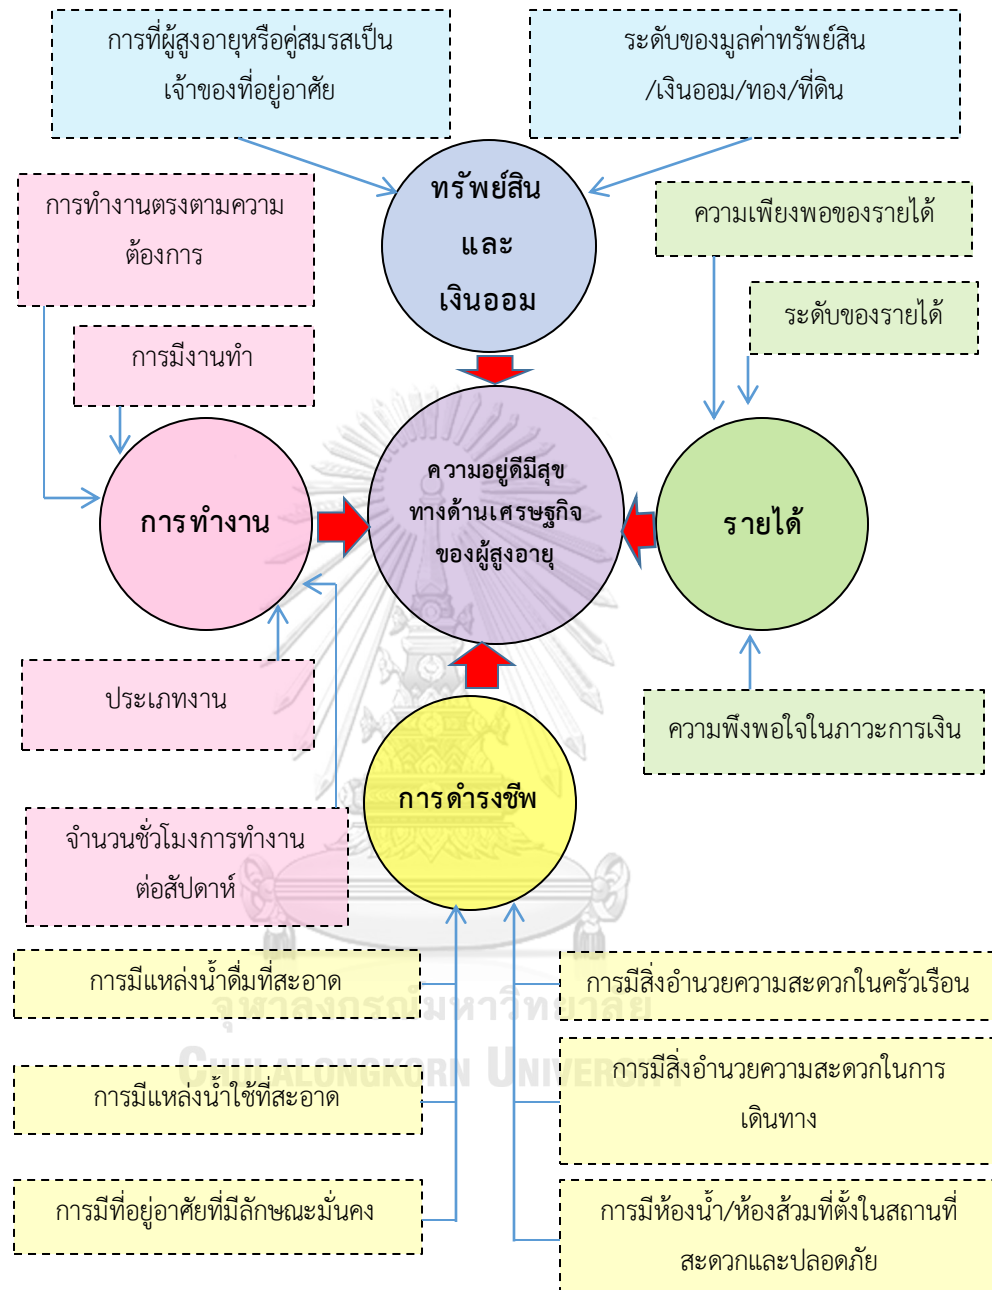 การที่ผู้สูงอายุหรือคู่สมรสเป็น
เจ้าของที่อยู่อาศัย
ระดับของมูลค่าทรัพย์สิน
/เงินออม/ทอง/ที่ดิน
ทรัพย์สิน
และ
เงินออม
การทำงานตรงตามความ
ต้องการ
ความเพียงพอของรายได้
ระดับของรายได้
การมีงานทำ
การทำงาน
ความอยู่ดีมีสุข
ทางด้านเศรษฐกิจ
ของผู้สูงอายุ
รายได้
ประเภทงาน
ความพึงพอใจในภาวะการเงิน
การดำรงชีพ
จำนวนชั่วโมงการทำงาน
ต่อสัปดาห์
การมีแหล่งน้ำดื่มที่สะอาด
การมีสิ่งอำนวยความสะดวกในครัวเรือน
จุฬาลงกรณ์มหาวิทยาลัย
CHULALONGKORN UNIVERSITY
การมีแหล่งน้ำใช้ที่สะอาด
การมีสิ่งอำนวยความสะดวกในการ
เดินทาง
การมีที่อยู่อาศัยที่มีลักษณะมั่นคง
การมีห้องน้ำ/ห้องส้วมที่ตั้งในสถานที่
สะดวกและปลอดภัย